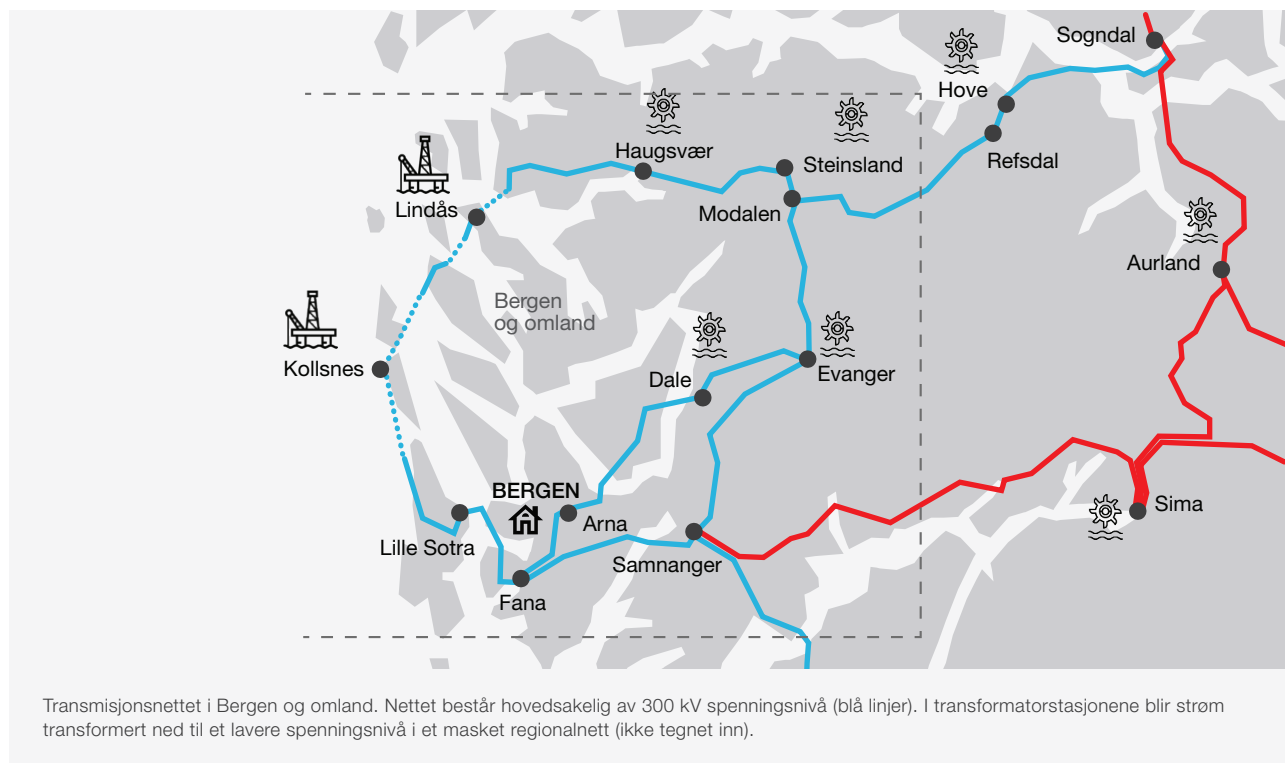 Sogndal
Hove
Haugsvær
Steinsland
Refsdal
Lindås
Modalen
Aurland
Bergen
og omland
Kollsnes
Dale
Evanger
BERGEN
Arna
Sima
Lille Sotra
Samnanger
Fana
Transmisjonsnettet i Bergen og omland. Nettet består hovedsakelig av 300 kV spenningsnivå (blå linjer). I transformatorstasjonene blir strøm
transformert ned til et lavere spenningsnivå i et masket regionalnett (ikke tegnet inn).